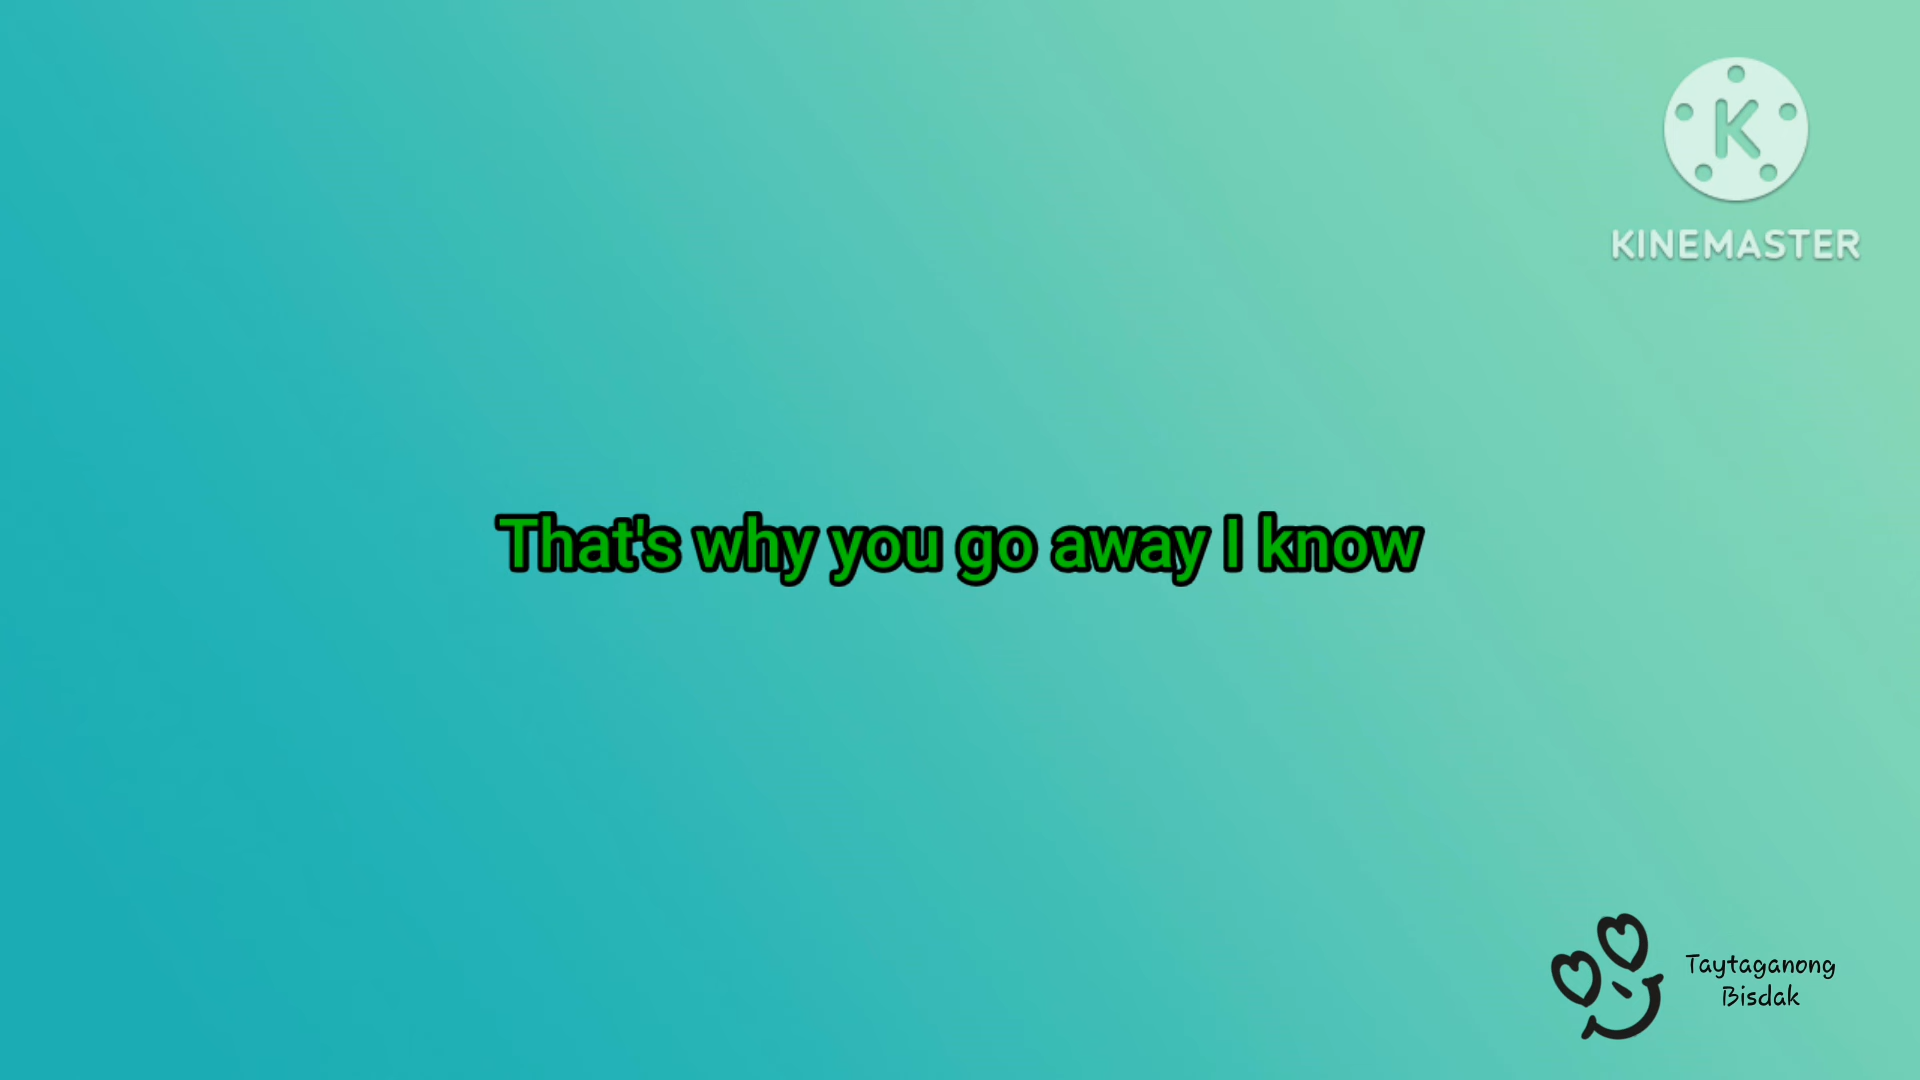 K
KINEMASTER
That's why you go away I know
Taytaganong
Bisdak